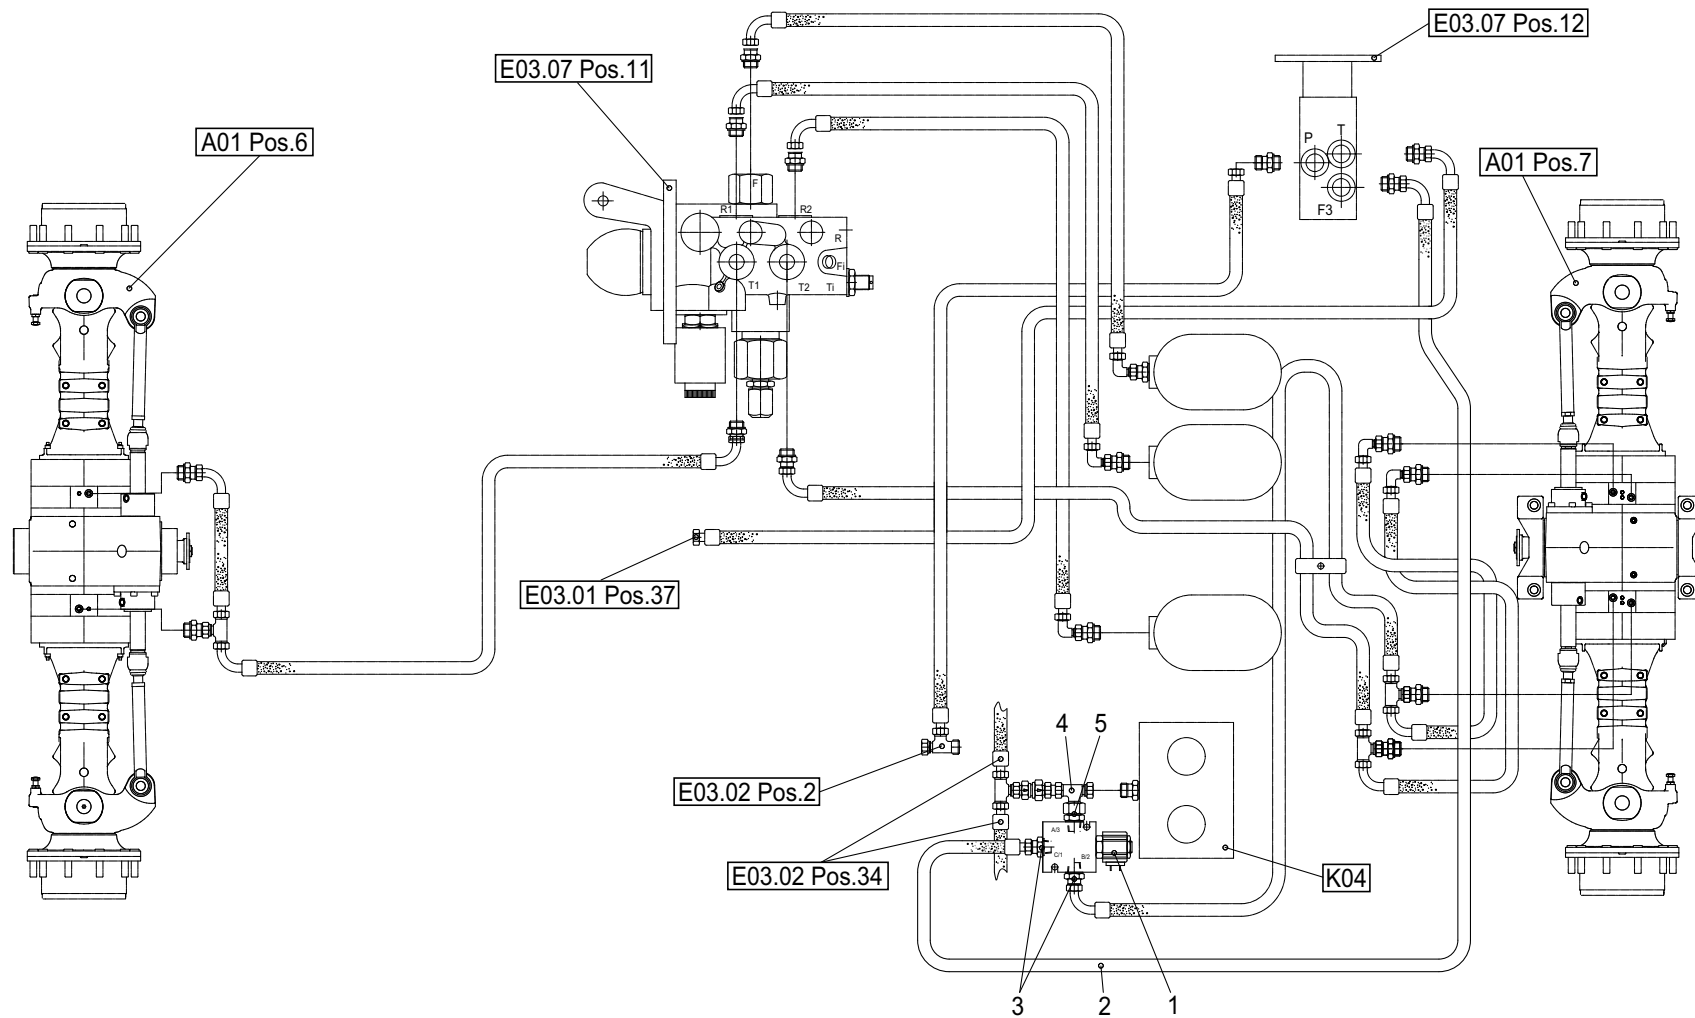 E03.07 Pos.12
E03.07 Pos.11
A01 Pos.6
P T
A01 Pos.7
F
R1 R2
F3
R
Fi
T1 T2 Ti
E03.01 Pos.37
4 5
E03.02 Pos.2
A/3
C/1 B/2
E03.02 Pos.34
K04
3 2 1